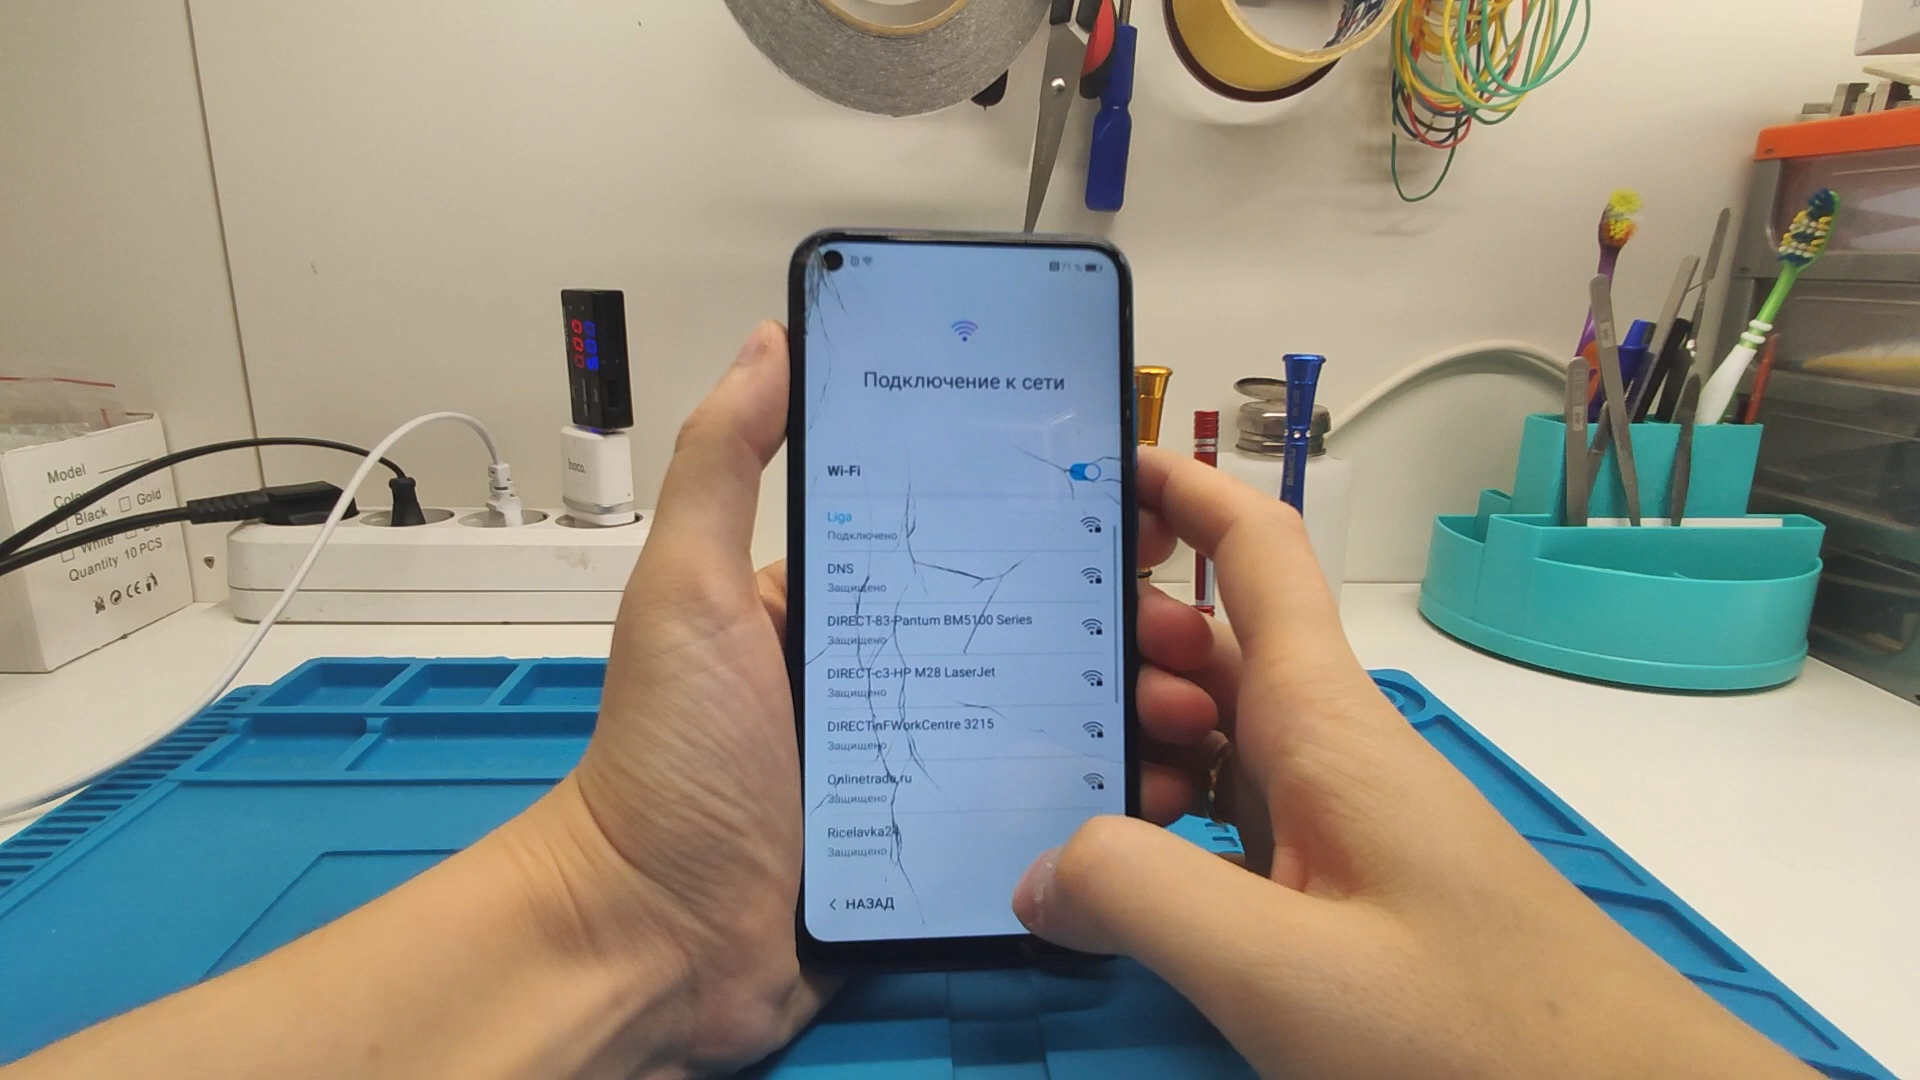 71 %
Подключение к сети
Wi-Fi
Liga
Подключено
DNS
Защищено
DIRECT-83-Pantum BM5100 Series
Защищено
DIRECT-c3-HP M28 LaserJet
Защищено
DIRECT-nFWorkCentre 3215
Защищено
Onlinetrade.ru
Защищено
Ricelavka24
Защищено
< НАЗАД
hoco.
Model
Gold
Black
White
Quantity 10 PCS
CE